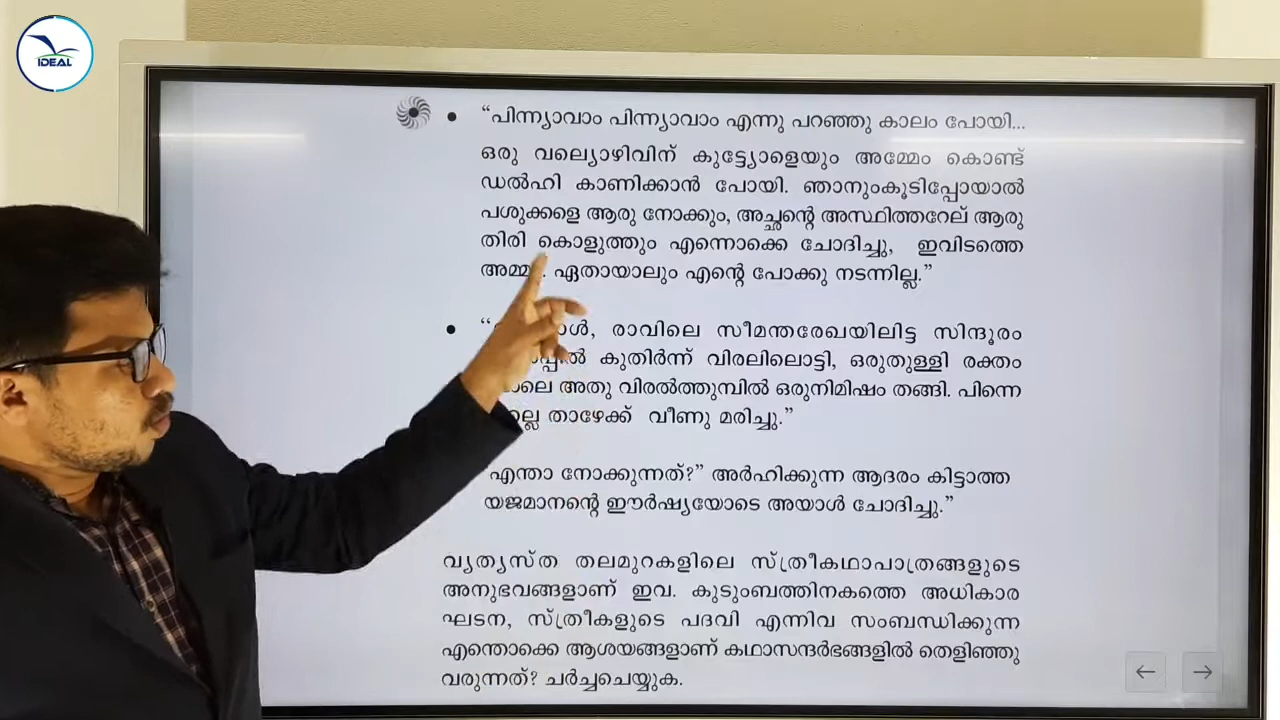 IDEAL
“പിന്ന്യാവാം പിന്ന്യാവാം എന്നു പറഞ്ഞു കാലം പോയി...
ഒരു വല്യൊഴിവിന് കുട്ട്യോളെയും അമ്മേം കൊണ്ട്
ഡൽഹി കാണിക്കാൻ പോയി. ഞാനുംകൂടിപ്പോയാൽ
പശുക്കളെ ആരു നോക്കും, അച്ഛന്റെ അസ്ഥിത്തറേല് ആരു
തിരി കൊളുത്തും എന്നൊക്കെ ചോദിച്ചു, ഇവിടത്തെ
ഏതായാലും എന്റെ പോക്കു നടന്നില്ല.”
രാവിലെ സീമന്തരേഖയിലിട്ട സിന്ദൂരം
കുതിർന്ന് വിരലിലൊട്ടി, ഒരുതുള്ളി രക്തം
അതു വിരൽത്തുമ്പിൽ ഒരുനിമിഷം തങ്ങി. പിന്നെ
താഴേക്ക് വീണു മരിച്ചു.”
എന്താ നോക്കുന്നത്?” അർഹിക്കുന്ന ആദരം കിട്ടാത്ത
യജമാനന്റെ ഈർഷ്യയോടെ അയാൾ ചോദിച്ചു.”
വ്യത്യസ്ത തലമുറകളിലെ സ്ത്രീകഥാപാത്രങ്ങളുടെ
അനുഭവങ്ങളാണ് ഇവ. കുടുംബത്തിനകത്തെ അധികാര
ഘടന, സ്ത്രീകളുടെ പദവി എന്നിവ സംബന്ധിക്കുന്ന
എന്തൊക്കെ ആശയങ്ങളാണ് കഥാസന്ദർഭങ്ങളിൽ തെളിഞ്ഞു
വരുന്നത്? ചർച്ചചെയ്യുക.